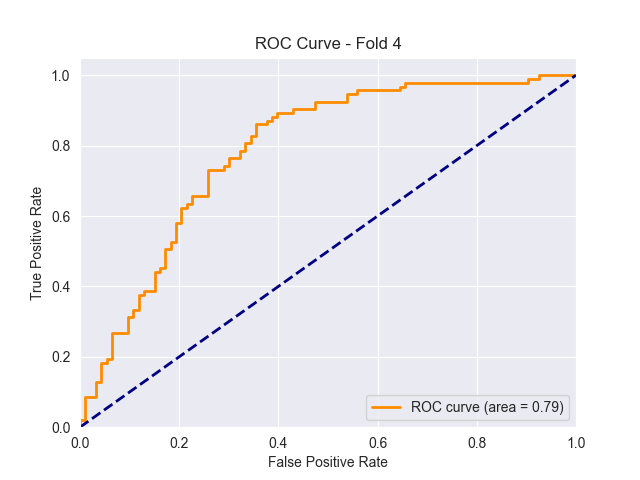 ROC Curve - Fold 4
True Positive Rate
1.0
0.8
0.6
0.4
0.2
0.0
0.0 0.2 0.4 0.6 0.8 1.0
False Positive Rate
ROC curve (area = 0.79)